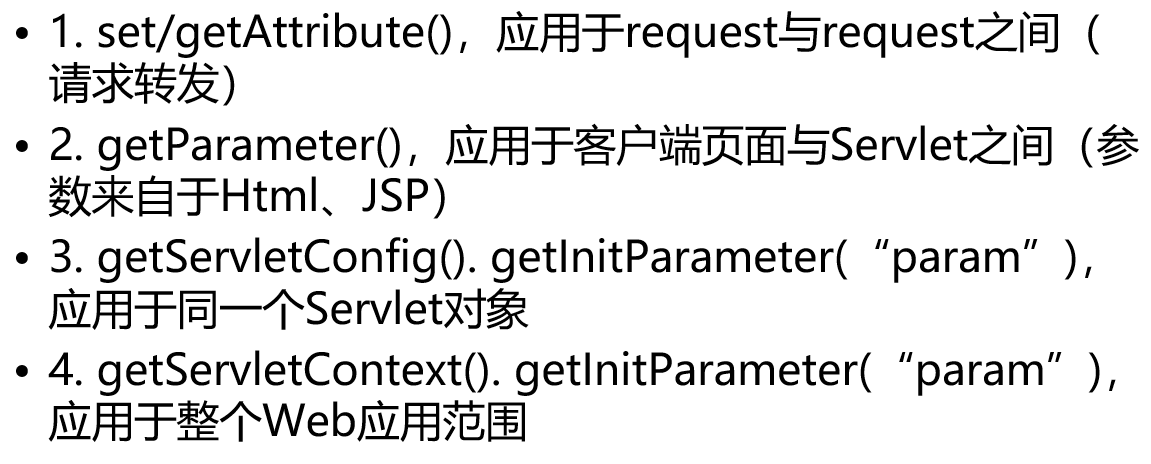 • 1. set/getAttribute()，应用于request与request之间（
请求转发）
• 2. getParameter()，应用于客户端页面与Servlet之间（参
数来自于Html、JSP）
• 3. getServletConfig(). getInitParameter(“param”)，
应用于同一个Servlet对象
• 4. getServletContext(). getInitParameter(“param”)，
应用于整个Web应用范围